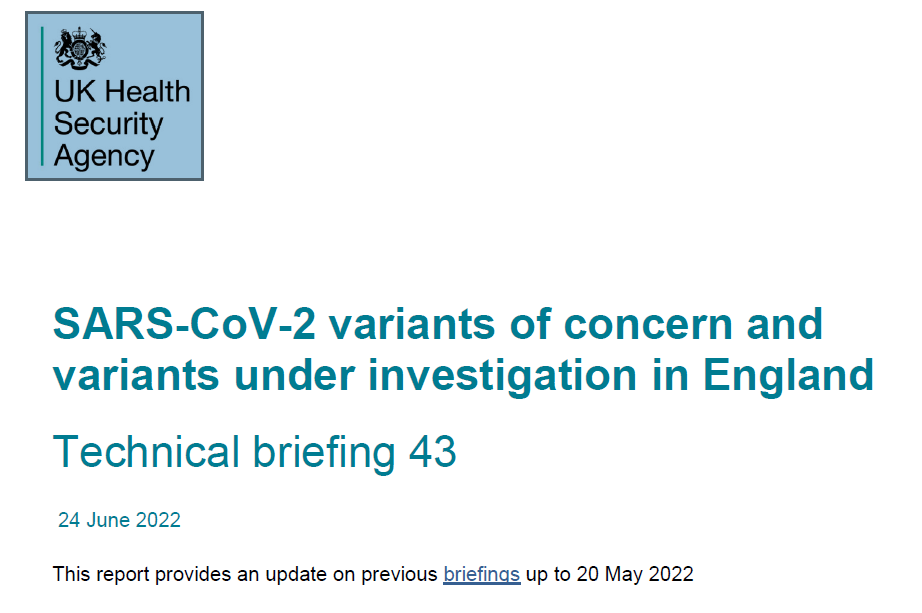 UK Health
Security
Agency
SARS-CoV-2 variants of concern and
variants under investigation in England
Technical briefing 43
24 June 2022
This report provides an update on previous briefings up to 20 May 2022